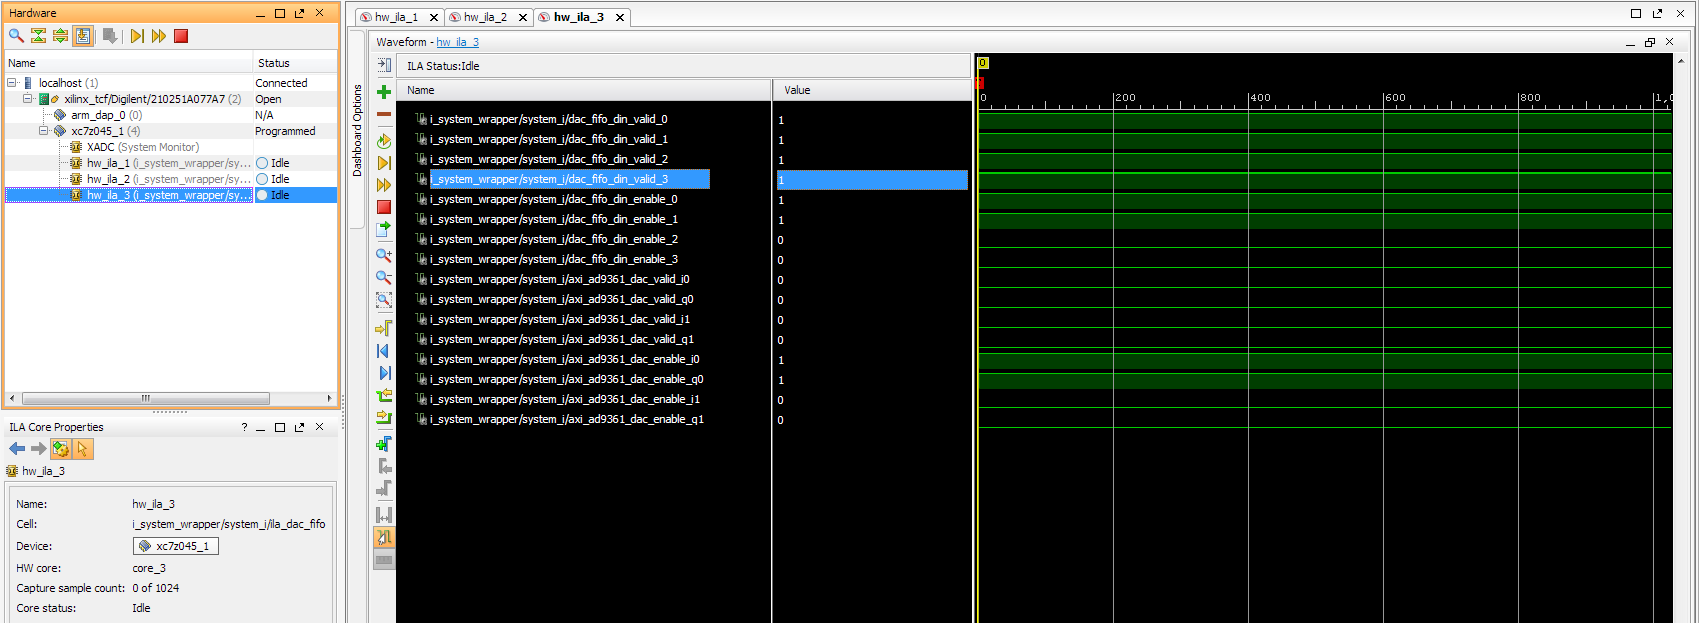 Hardware
Name Status
localhost (1) Connected
xilinx_tcf/Digilent/210251A077A7 (2) Open
arm_dap_0 (0) N/A
xc7z045_1 (4) Programmed
XADC (System Monitor)
hw_ila_1 (i_system_wrapper/sy... Idle
hw_ila_2 (i_system_wrapper/sy... Idle
hw_ila_3 (i_system_wrapper/sy... Idle
ILA Core Properties
hw_ila_3
Name: hw_ila_3
Cell: i_system_wrapper/system_i/ila_dac_fifo
Device: xc7z045_1
HW core: core_3
Capture sample count: 0 of 1024
Core status: Idle
hw_ila_1 hw_ila_2 hw_ila_3
Dashboard Options
Waveform - hw_ila_3
ILA Status:Idle
Name Value
i_system_wrapper/system_i/dac_fifo_din_valid_0 1
i_system_wrapper/system_i/dac_fifo_din_valid_1 1
i_system_wrapper/system_i/dac_fifo_din_valid_2 1
i_system_wrapper/system_i/dac_fifo_din_valid_3 1
i_system_wrapper/system_i/dac_fifo_din_enable_0 1
i_system_wrapper/system_i/dac_fifo_din_enable_1 1
i_system_wrapper/system_i/dac_fifo_din_enable_2 0
i_system_wrapper/system_i/dac_fifo_din_enable_3 0
i_system_wrapper/system_i/axi_ad9361_dac_valid_i0 0
i_system_wrapper/system_i/axi_ad9361_dac_valid_q0 0
i_system_wrapper/system_i/axi_ad9361_dac_valid_i1 0
i_system_wrapper/system_i/axi_ad9361_dac_valid_q1 0
i_system_wrapper/system_i/axi_ad9361_dac_enable_i0 1
i_system_wrapper/system_i/axi_ad9361_dac_enable_q0 1
i_system_wrapper/system_i/axi_ad9361_dac_enable_i1 0
i_system_wrapper/system_i/axi_ad9361_dac_enable_q1 0
0
0 200 400 600 800 1,0